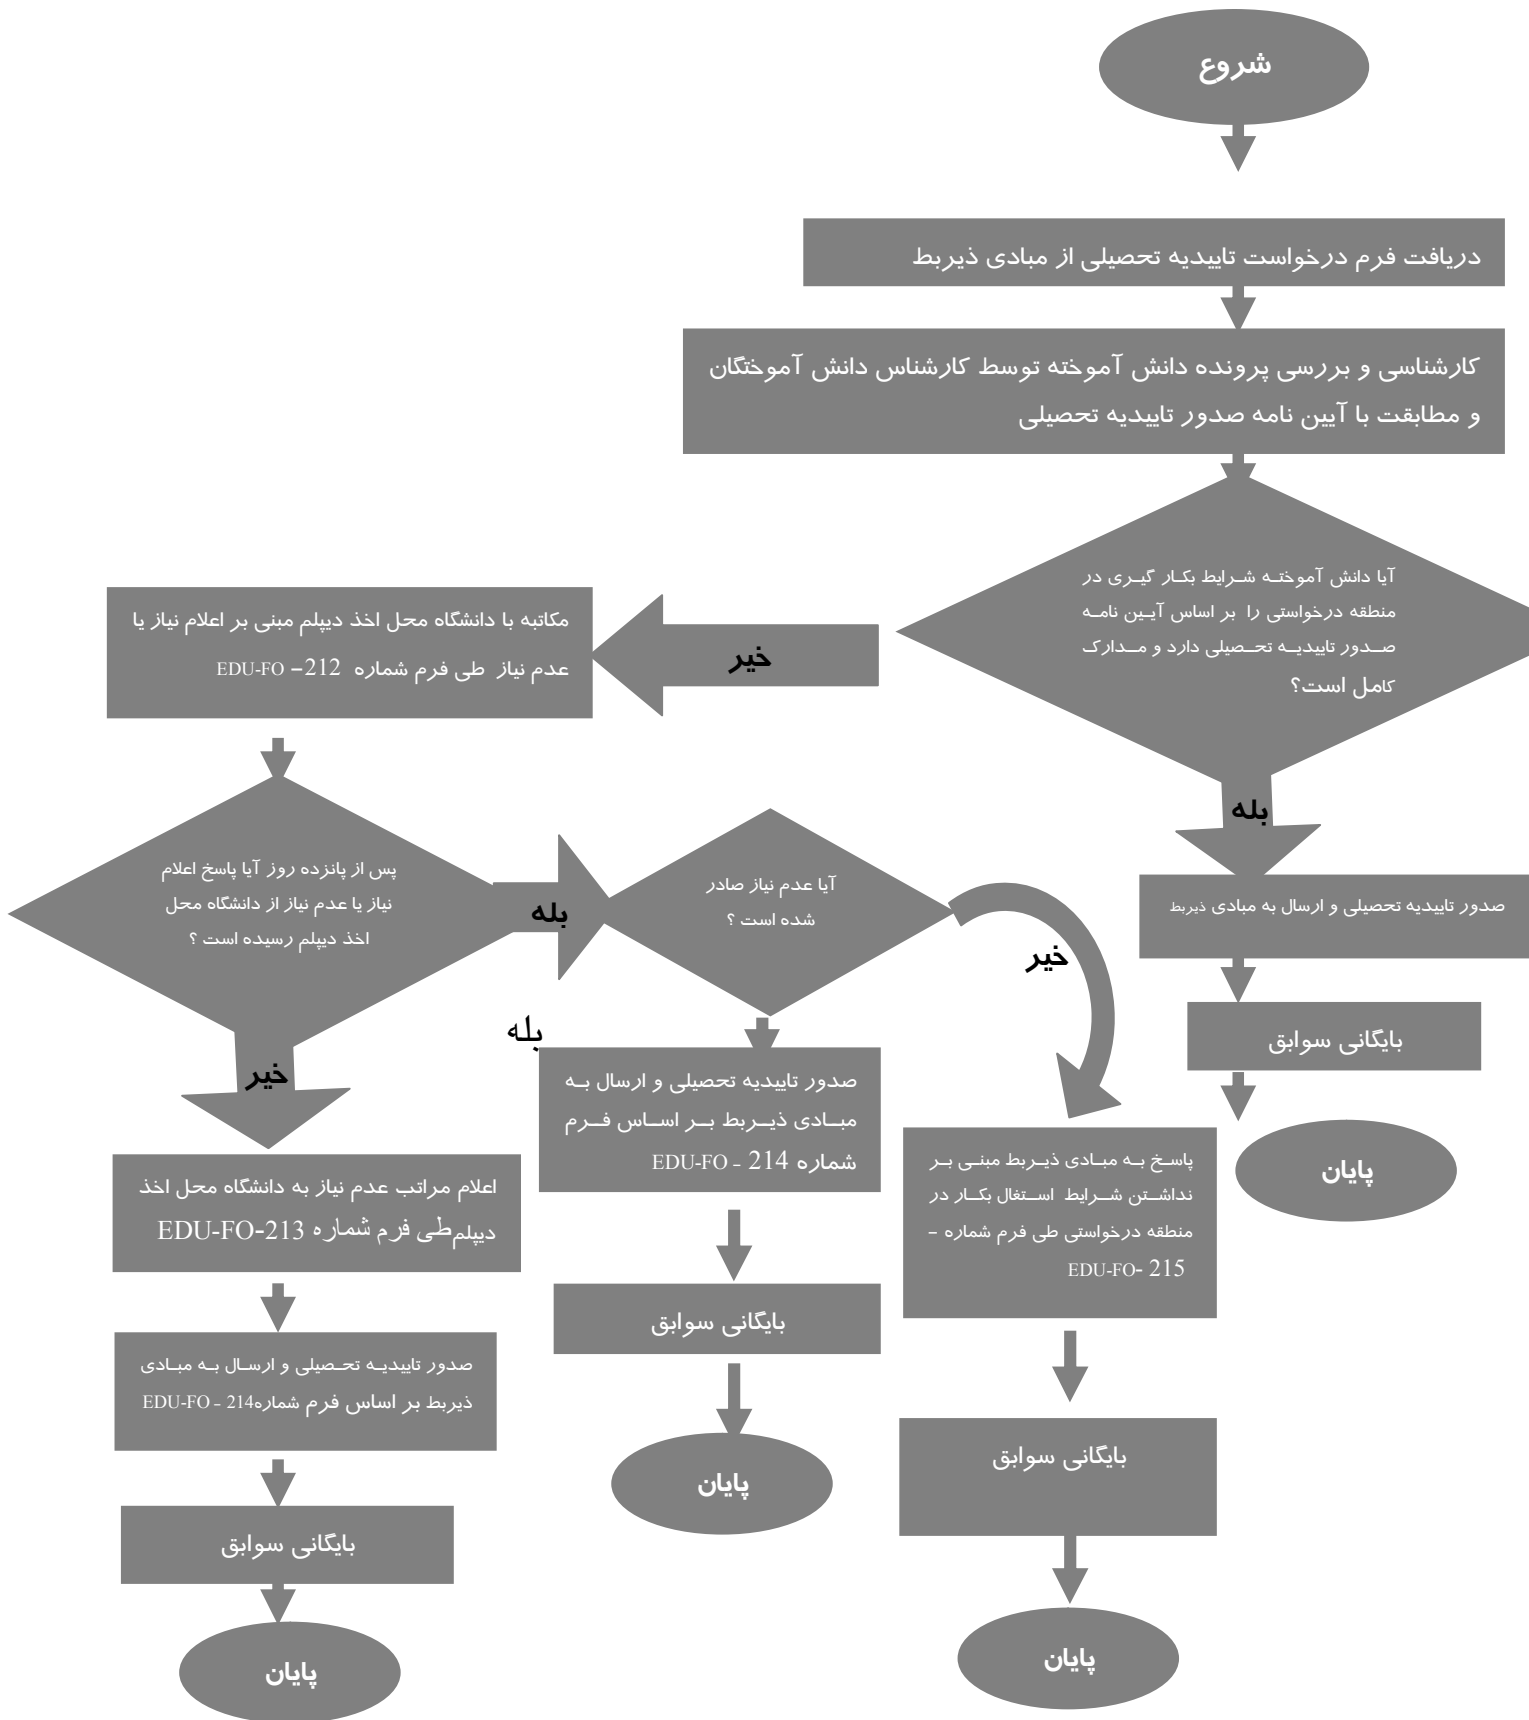 شروع
دریافت فرم درخواست تاییدیه تحصیلی از مبادی ذیربط
کارشناسی و بررسی پرونده دانش آموخته توسط کارشناس دانش آموختگان
و مطابقت با آیین نامه صدور تاییدیه تحصیلی
آیا دانش آموخته شرایط بکار گیری در
منطقه درخواستی را بر اساس آیین نامه
صدور تاییدیه تحصیلی دارد و مدارک
کامل است؟
خیر
مکاتبه با دانشگاه محل اخذ دیپلم مبنی بر اعلام نیاز یا
عدم نیاز طی فرم شماره EDU-FO –212
بله
صدور تاییدیه تحصیلی و ارسال به مبادی ذیربط
بایگانی سوابق
پایان
پس از پانزده روز آیا پاسخ اعلام
نیاز یا عدم نیاز از دانشگاه محل
اخذ دیپلم رسیده است ؟
بله
آیا عدم نیاز صادر
شده است ؟
خیر
بله
صدور تاییدیه تحصیلی و ارسال به
مبادی ذیربط بر اساس فرم
شماره EDU-FO - 214
بایگانی سوابق
پایان
پاسخ به مبادی ذیربط مبنی بر
نداشتن شرایط استغال بکار در
منطقه درخواستی طی فرم شماره –
EDU-FO- 215
بایگانی سوابق
پایان
خیر
اعلام مراتب عدم نیاز به دانشگاه محل اخذ
دیپلم طی فرم شماره EDU-FO-213
صدور تاییدیه تحصیلی و ارسال به مبادی
ذیربط بر اساس فرم شماره EDU-FO - 214
بایگانی سوابق
پایان